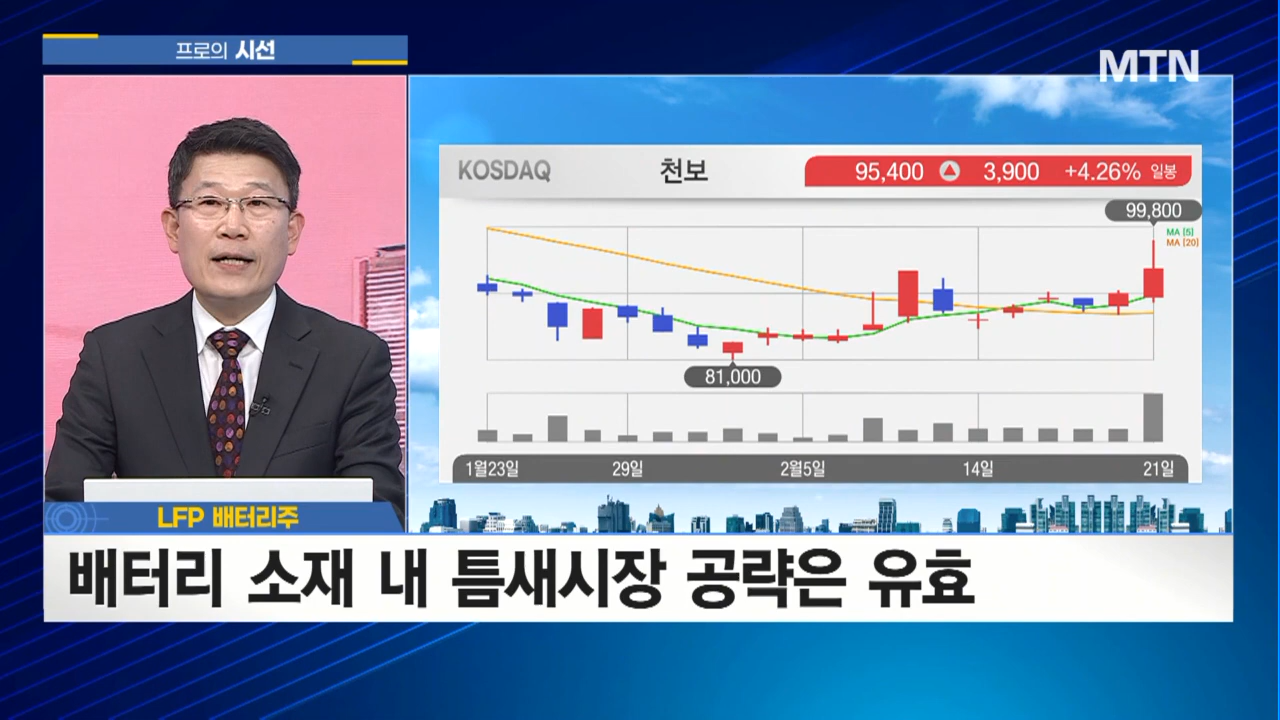 프로의 시선
MTN
KOSDAQ 천보 95,400 ▲ 3,900 +4.26% 일봉
99,800
MA [5]
MA [20]
81,000
1월23일 29일 2월5일 14일 21일
LFP 배터리주
배터리 소재 내 틈새시장 공략은 유효